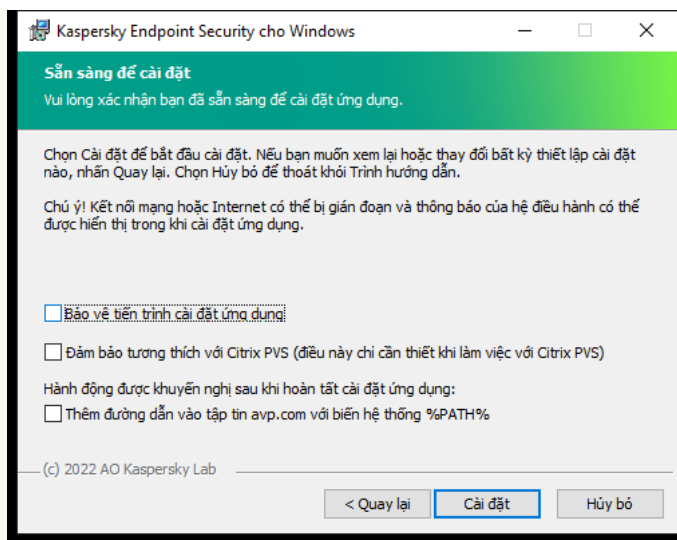 Kaspersky Endpoint Security cho Windows
Sẵn sàng để cài đặt
Vui lòng xác nhận bạn đã sẵn sàng để cài đặt ứng dụng.
Chọn Cài đặt để bắt đầu cài đặt. Nếu bạn muốn xem lại hoặc thay đổi bất kỳ thiết lập cài đặt
nào, nhấn Quay lại. Chọn Hủy bỏ để thoát khỏi Trình hướng dẫn.
Chú ý! Kết nối mạng hoặc Internet có thể bị gián đoạn và thông báo của hệ điều hành có thể
được hiển thị trong khi cài đặt ứng dụng.
Bảo vệ tiến trình cài đặt ứng dụng
Đảm bảo tương thích với Citrix PVS (điều này chỉ cần thiết khi làm việc với Citrix PVS)
Hành động được khuyến nghị sau khi hoàn tất cài đặt ứng dụng:
Thêm đường dẫn vào tập tin avp.com với biến hệ thống %PATH%
(c) 2022 AO Kaspersky Lab
< Quay lại
Cài đặt
Hủy bỏ